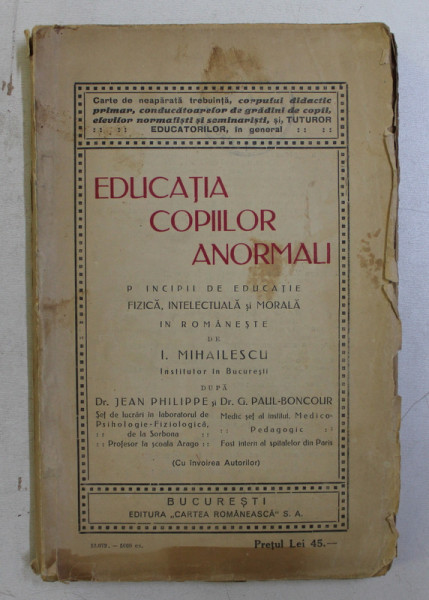 Carte de neapărată trebuință, corpului didactic
primar, conducătoarelor de grădini de copii,
elevilor normaliști și seminariști, și, TUTUROR
:: :: EDUCATORILOR, în general :: ::
EDUCAȚIA
COPIILOR
ANORMALI
P INCIPII DE EDUCAȚIE
FIZICĂ, INTELECTUALĂ și MORALĂ
IN ROMÂNEȘTE
DE
I. MIHĂILESCU
Institutor în București
DUPĂ
Dr. JEAN PHILIPPE și Dr. G. PAUL-BONCOUR
Șef de lucrări în laboratorul de Medic șef al instit. Medico-
Psihologie-Fiziologică, :: Pedagogic ::
:: de la Sorbona ::
:: Profesor la școala Arago :: Fost intern al spitalelor din Paris
(Cu învoirea Autorilor)
BUCUREȘTI
EDITURA „CARTEA ROMÂNEASCĂ" S. A.
Prețul Lei 45.—